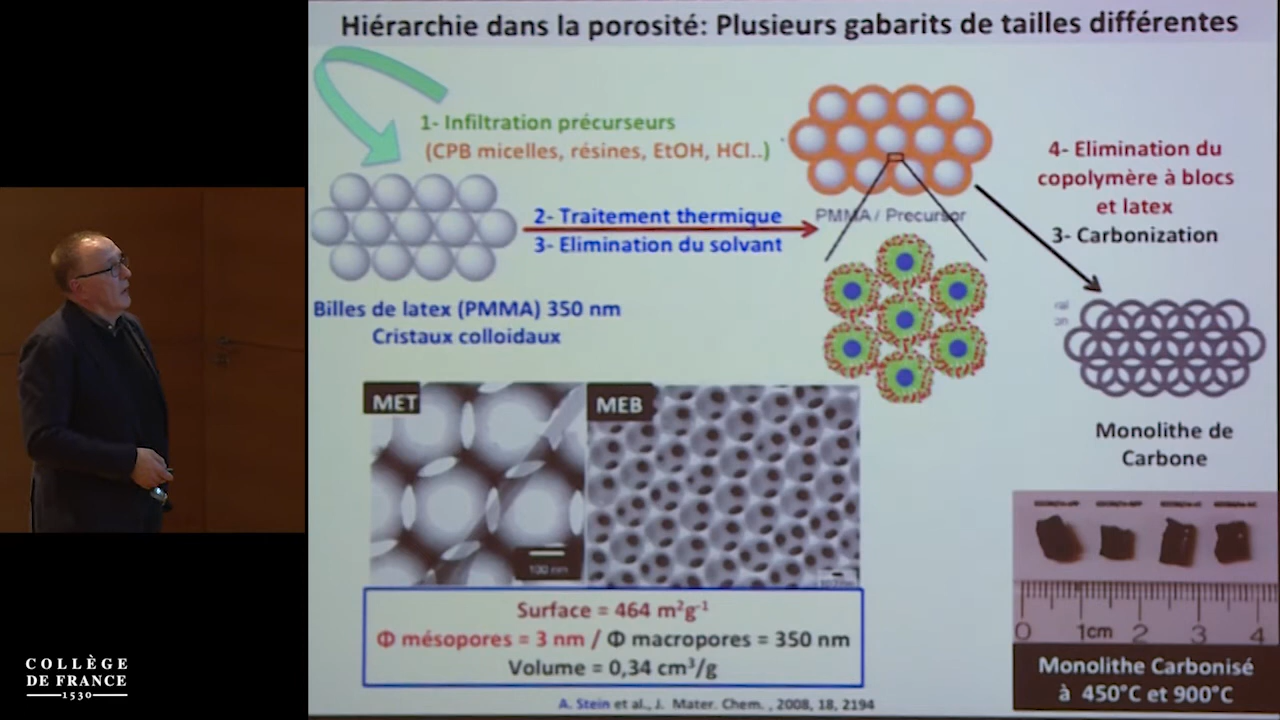 Hiérarchie dans la porosité: Plusieurs gabarits de tailles différentes
1- Infiltration précurseurs
(CPB micelles, résines, EtOH, HCl..)
2- Traitement thermique
3- Elimination du solvant
PMMA / Precursor
4- Elimination du
copolymère à blocs
et latex
3- Carbonization
Billes de latex (PMMA) 350 nm
Cristaux colloidaux
Monolithe de
Carbone
MET
MEB
100 nm
Surface = 464 m²g⁻¹
Φ mésopores = 3 nm / Φ macropores = 350 nm
Volume = 0,34 cm³/g
0 1cm 2 3 4
Monolithe Carbonisé
à 450°C et 900°C
A. Stein et al., J. Mater. Chem. , 2008, 18, 2194
COLLÈGE
DE FRANCE
1530